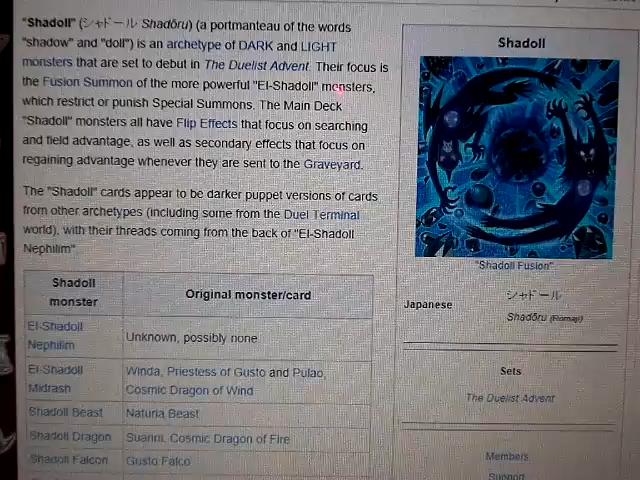 "Shadoll" (シャドール Shadōru) (a portmanteau of the words
"shadow" and "doll") is an archetype of DARK and LIGHT
monsters that are set to debut in The Duelist Advent. Their focus is
the Fusion Summon of the more powerful "El-Shadoll" monsters,
which restrict or punish Special Summons. The Main Deck
"Shadoll" monsters all have Flip Effects that focus on searching
and field advantage, as well as secondary effects that focus on
regaining advantage whenever they are sent to the Graveyard.
The "Shadoll" cards appear to be darker puppet versions of cards
from other archetypes (including some from the Duel Terminal
world), with their threads coming from the back of "El-Shadoll
Nephilim".
Shadoll
monster
Original monster/card
El-Shadoll
Nephilim
Unknown, possibly none
El-Shadoll
Midrash
Winda, Priestess of Gusto and Pulao,
Cosmic Dragon of Wind
Shadoll Beast
Naturia Beast
Shadoll Dragon
Suanni, Cosmic Dragon of Fire
Shadoll Falcon
Gusto Falco
Shadoll
"Shadoll Fusion"
Japanese
シャドール
Shadōru (Rōmaji)
Sets
The Duelist Advent
Members
Support